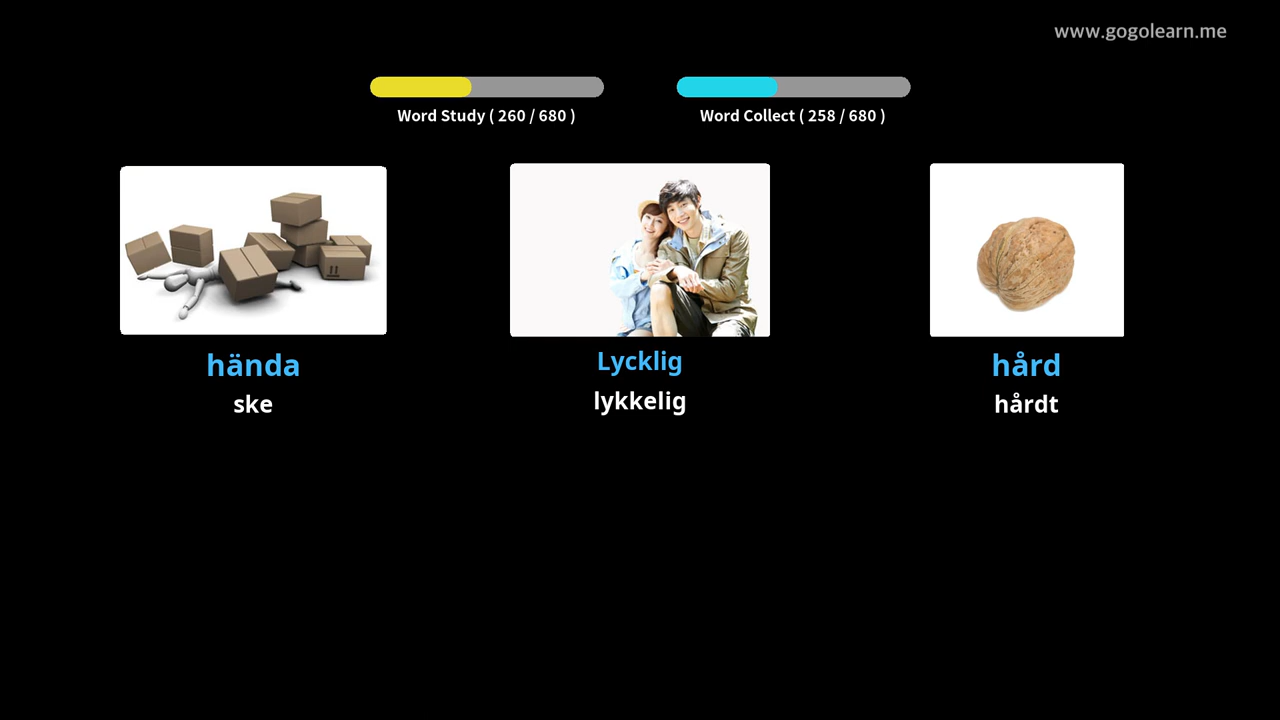 www.gogolearn.me
Word Study ( 260 / 680 )
Word Collect ( 258 / 680 )
hända
ske
Lycklig
lykkelig
hård
hårdt